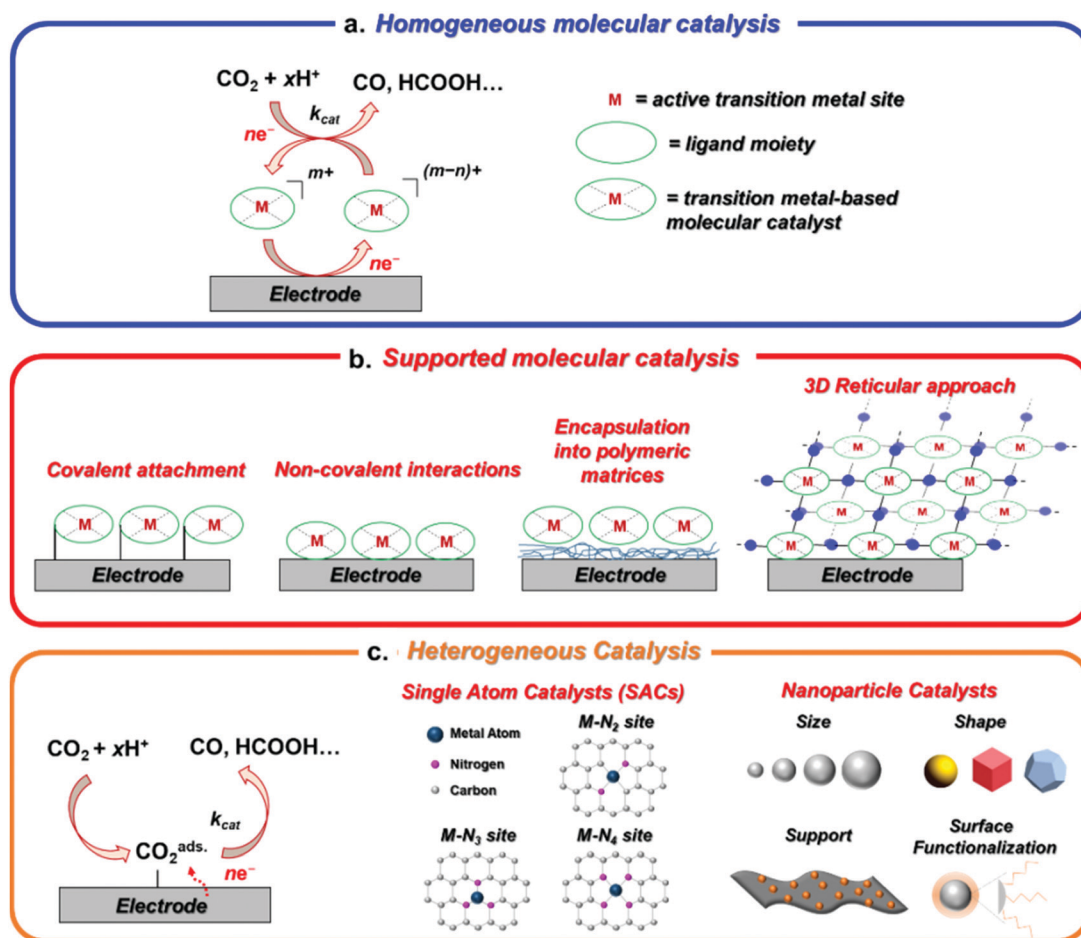 a. Homogeneous molecular catalysis
CO₂ + xH⁺
CO, HCOOH...
k_cat
ne⁻
m+
(m−n)+
M
M
ne⁻
Electrode
M = active transition metal site
= ligand moiety
M
= transition metal-based
molecular catalyst
b. Supported molecular catalysis
Covalent attachment
M M M
Electrode
Non-covalent interactions
M M M
Electrode
Encapsulation
into polymeric
matrices
M M M
Electrode
3D Reticular approach
M M M
M M M
M M M
M M M
Electrode
c. Heterogeneous Catalysis
CO₂ + xH⁺
CO, HCOOH...
k_cat
CO₂ᵃᵈˢ·
ne⁻
Electrode
Single Atom Catalysts (SACs)
Metal Atom
Nitrogen
Carbon
M-N₂ site
M-N₃ site
M-N₄ site
Nanoparticle Catalysts
Size
Shape
Support
Surface
Functionalization